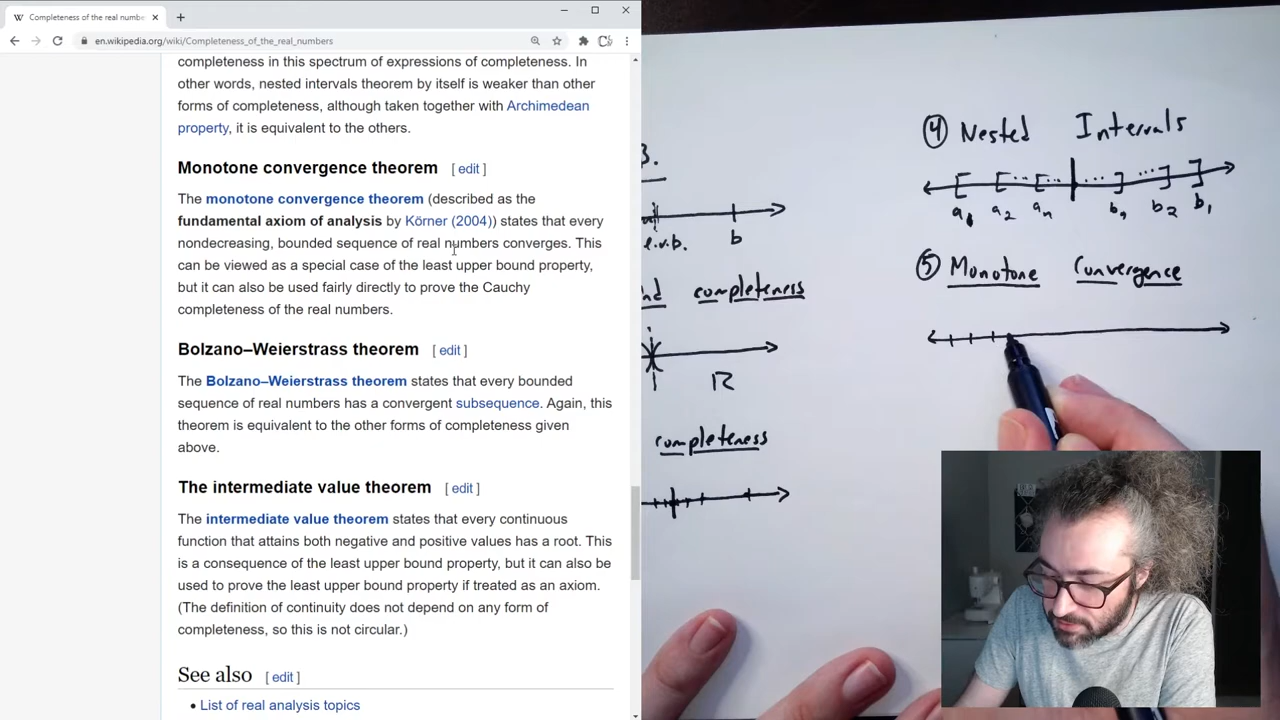 Completeness of the real numbe
en.wikipedia.org/wiki/Completeness_of_the_real_numbers
completeness in this spectrum of expressions of completeness. In
other words, nested intervals theorem by itself is weaker than other
forms of completeness, although taken together with Archimedean
property, it is equivalent to the others.
Monotone convergence theorem [ edit ]
The monotone convergence theorem (described as the
fundamental axiom of analysis by Körner (2004)) states that every
nondecreasing, bounded sequence of real numbers converges. This
can be viewed as a special case of the least upper bound property,
but it can also be used fairly directly to prove the Cauchy
completeness of the real numbers.
Bolzano–Weierstrass theorem [ edit ]
The Bolzano–Weierstrass theorem states that every bounded
sequence of real numbers has a convergent subsequence. Again, this
theorem is equivalent to the other forms of completeness given
above.
The intermediate value theorem [ edit ]
The intermediate value theorem states that every continuous
function that attains both negative and positive values has a root. This
is a consequence of the least upper bound property, but it can also be
used to prove the least upper bound property if treated as an axiom.
(The definition of continuity does not depend on any form of
completeness, so this is not circular.)
See also [ edit ]
• List of real analysis topics
B.
l.u.b. b
nd completeness
ℝ
completeness
④ Nested Intervals
[ [ ... [ ... ... ] ... ] ]
a₁ a₂ aₙ bₙ b₂ b₁
⑤ Monotone Convergence